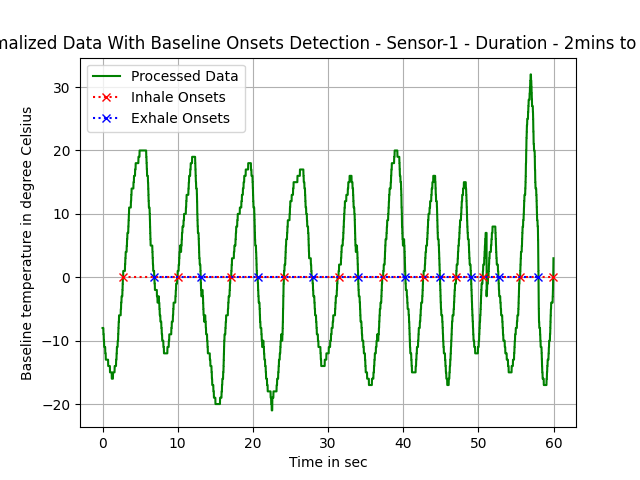 malized Data With Baseline Onsets Detection - Sensor-1 - Duration - 2mins to
Processed Data
Inhale Onsets
Exhale Onsets
Baseline temperature in degree Celsius
30
20
10
0
−10
−20
0 10 20 30 40 50 60
Time in sec